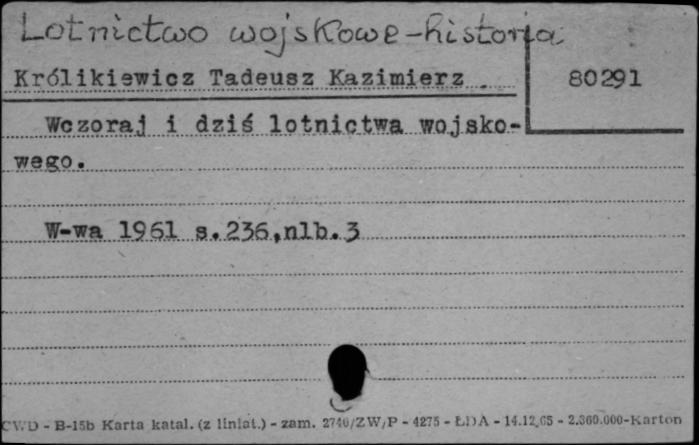 Lotnictwo wojskowe-historia
Królikiewicz Tadeusz Kazimierz
80291
Wczoraj i dziś lotnictwa wojsko-
wego.
W-wa 1961 s.236,nlb.3
CWD - B-15b Karta katal. (z liniat.) - zam. 2740/ZW/P - 4275 - ŁDA - 14.12.65 - 2.360.000-Karton